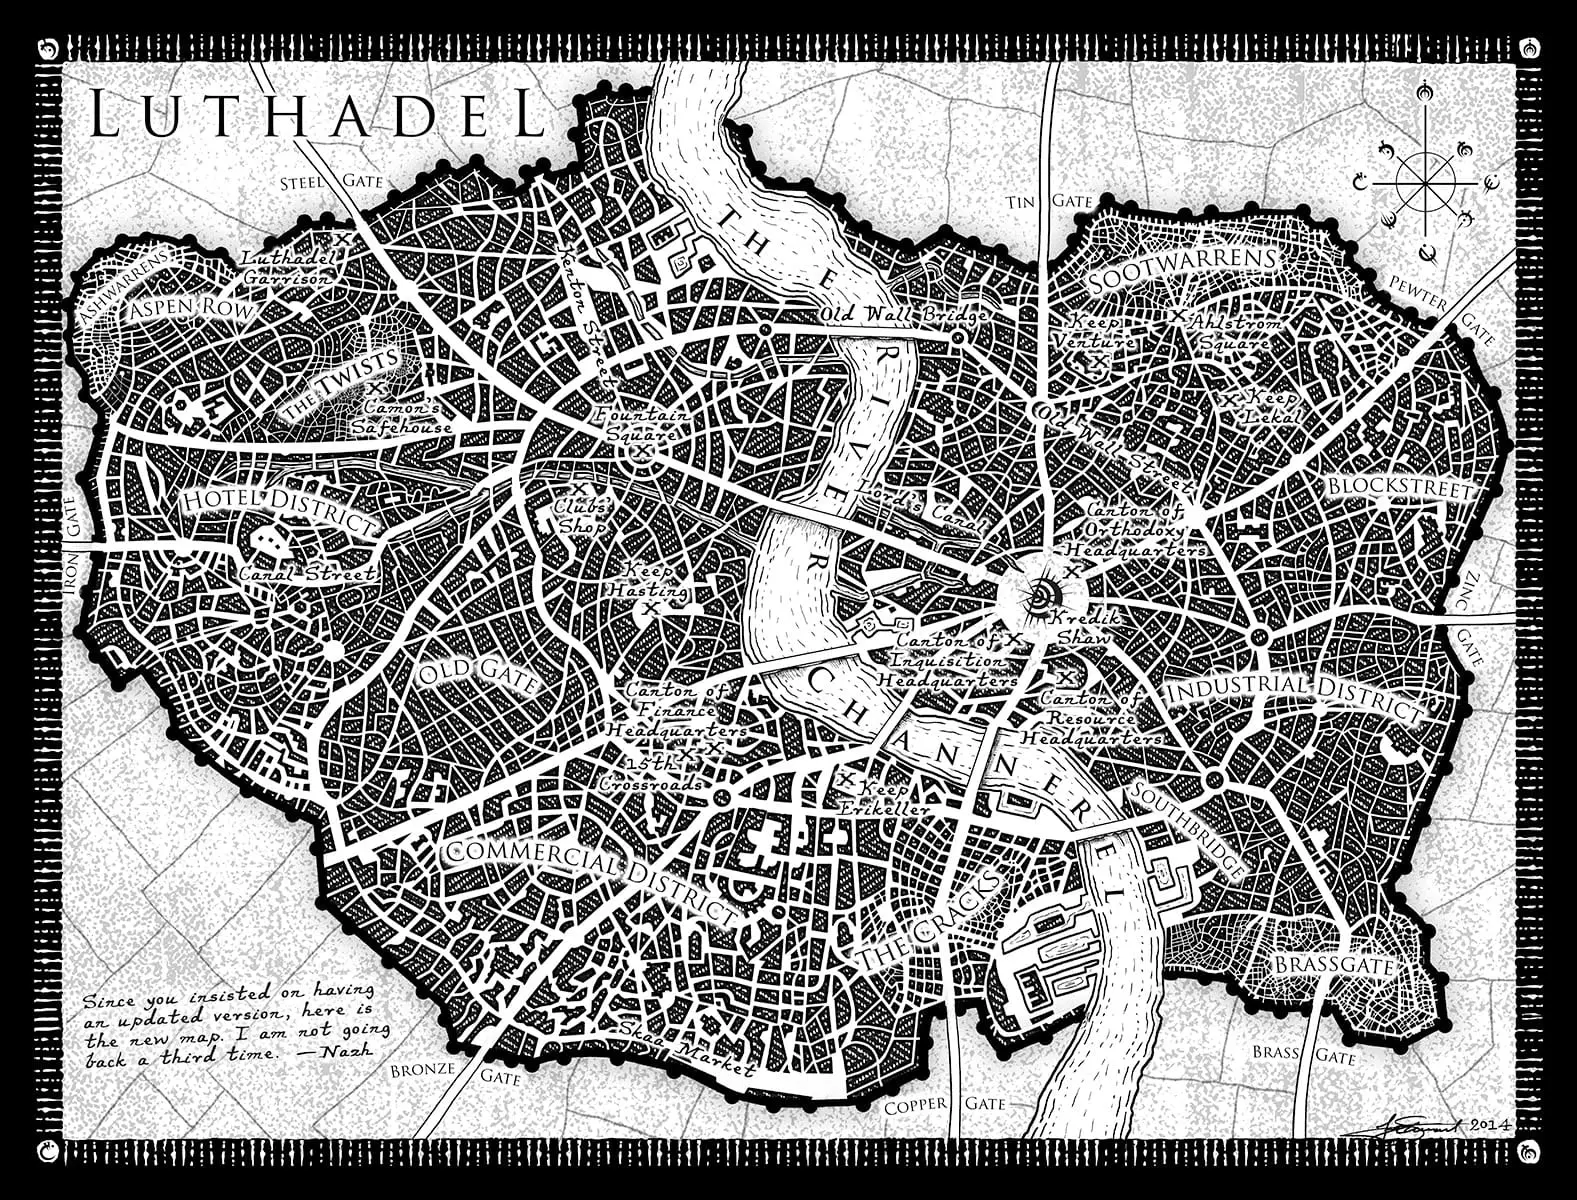 LUTHADEL
STEEL GATE
TIN GATE
PEWTER
GATE
ASHWARRENS
ASPEN ROW
Luthadel
Garrison
Kenton Street
THE RIVER CHANNEREL
Old Wall Bridge
SOOTWARRENS
Keep
Venture
Ahlstrom
Square
Keep
Lekal
THE TWISTS
Camon's
Safehouse
Fountain
Square
Old Wall Street
HOTEL DISTRICT
Clubs'
Shop
Lord's Canal
Canton of
Orthodoxy
Headquarters
BLOCKSTREET
IRON GATE
Canal Street
Keep
Hasting
Kredik
Shaw
ZINC
GATE
Canton of
Inquisition
Headquarters
OLD GATE
Canton of
Finance
Headquarters
Canton of
Resource
Headquarters
INDUSTRIAL DISTRICT
15th
Crossroads
Keep
Erikeller
SOUTHBRIDGE
COMMERCIAL DISTRICT
THE CRACKS
BRASSGATE
Since you insisted on having
an updated version, here is
the new map. I am not going
back a third time. —Nazh
Skaa Market
BRONZE GATE
COPPER GATE
BRASS GATE
2014